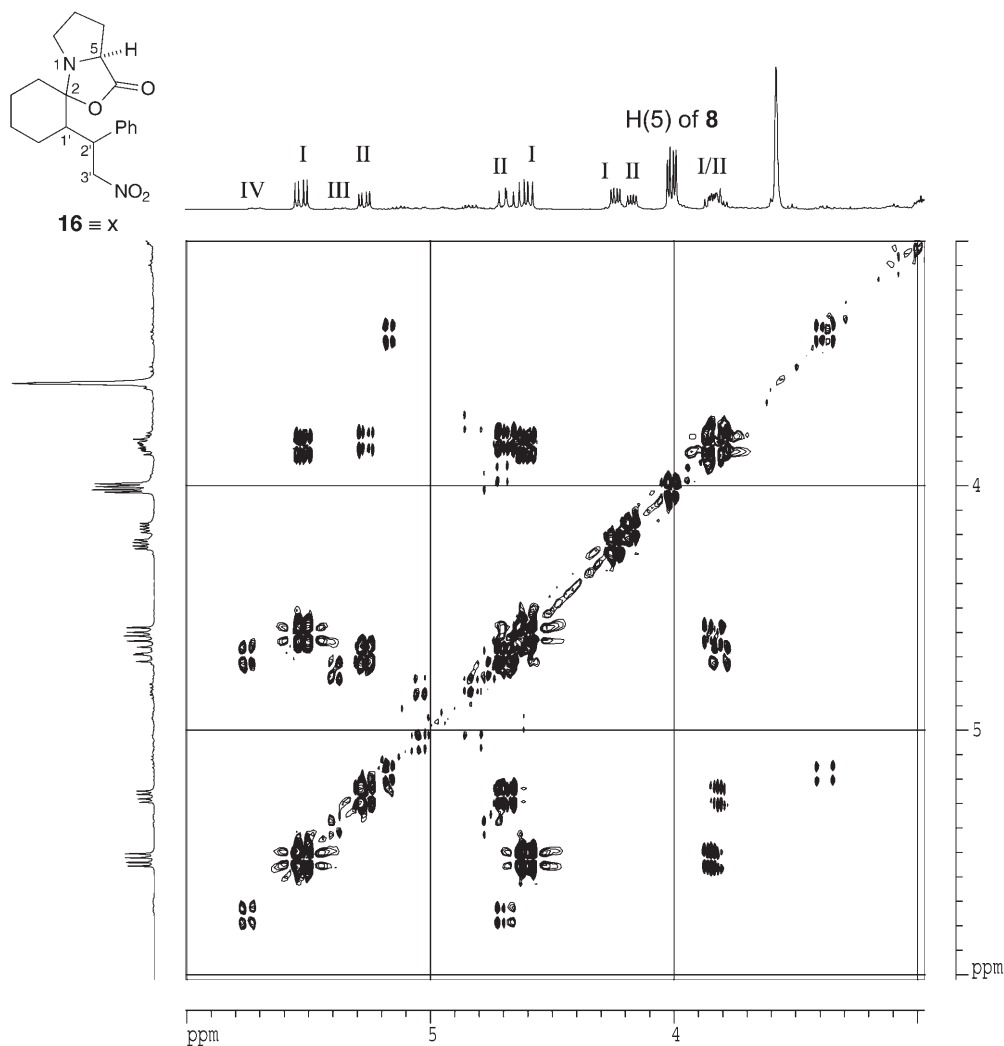 5 H
N
1
2
O
O
1'
Ph
2'
3'
NO2
16 ≡ x
H(5) of 8
IV I III II II I I II I/II
4
5
ppm
ppm 5 4